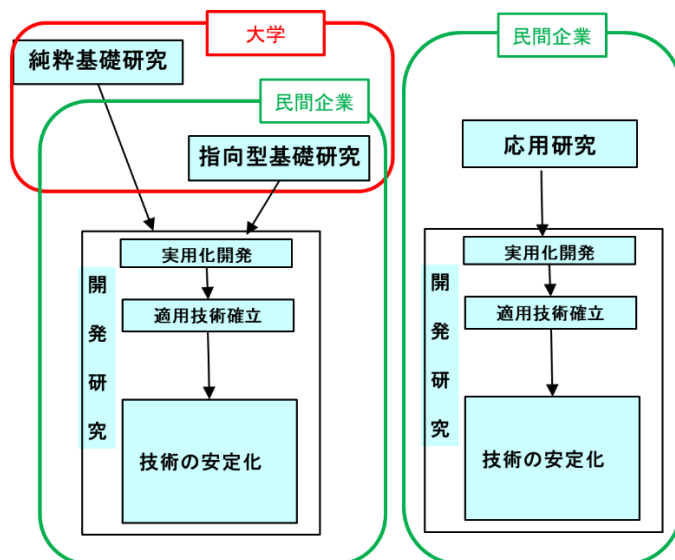 大学
純粋基礎研究
民間企業
指向型基礎研究
実用化開発
適用技術確立
開発研究
技術の安定化
民間企業
応用研究
実用化開発
適用技術確立
開発研究
技術の安定化